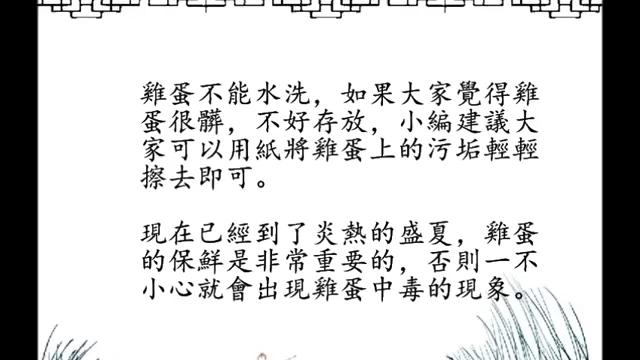 雞蛋不能水洗，如果大家覺得雞
蛋很髒，不好存放，小編建議大
家可以用紙將雞蛋上的污垢輕輕
擦去即可。
現在已經到了炎熱的盛夏，雞蛋
的保鮮是非常重要的，否則一不
小心就會出現雞蛋中毒的現象。